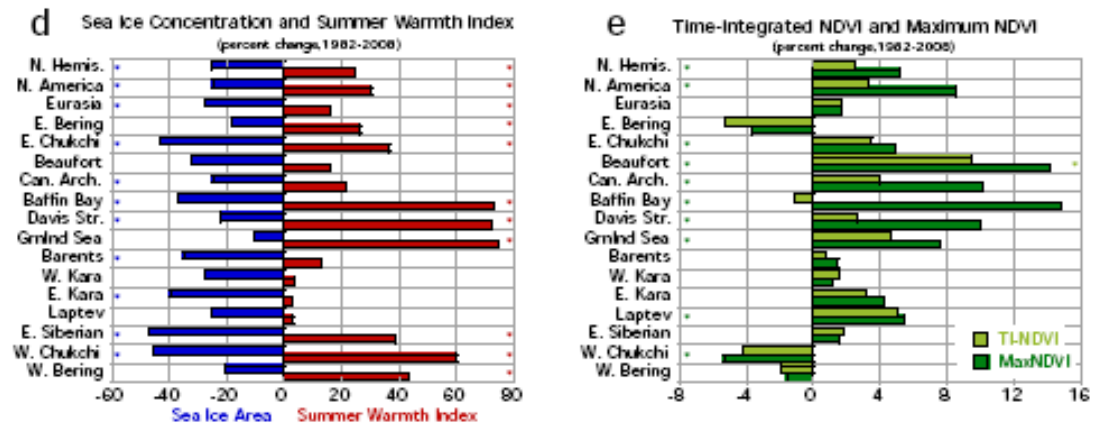 d Sea Ice Concentration and Summer Warmth Index
(percent change,1982-2008)
N. Hemis.
N. America
Eurasia
E. Bering
E. Chukchi
Beaufort
Can. Arch.
Baffin Bay
Davis Str.
Grnlnd Sea
Barents
W. Kara
E. Kara
Laptev
E. Siberian
W. Chukchi
W. Bering
-60 -40 -20 0 20 40 60 80
Sea Ice Area Summer Warmth Index
e Time-Integrated NDVI and Maximum NDVI
(percent change,1982-2008)
N. Hemis.
N. America
Eurasia
E. Bering
E. Chukchi
Beaufort
Can. Arch.
Baffin Bay
Davis Str.
Grnlnd Sea
Barents
W. Kara
E. Kara
Laptev
E. Siberian
W. Chukchi
W. Bering
TI-NDVI
MaxNDVI
-8 -4 0 4 8 12 16